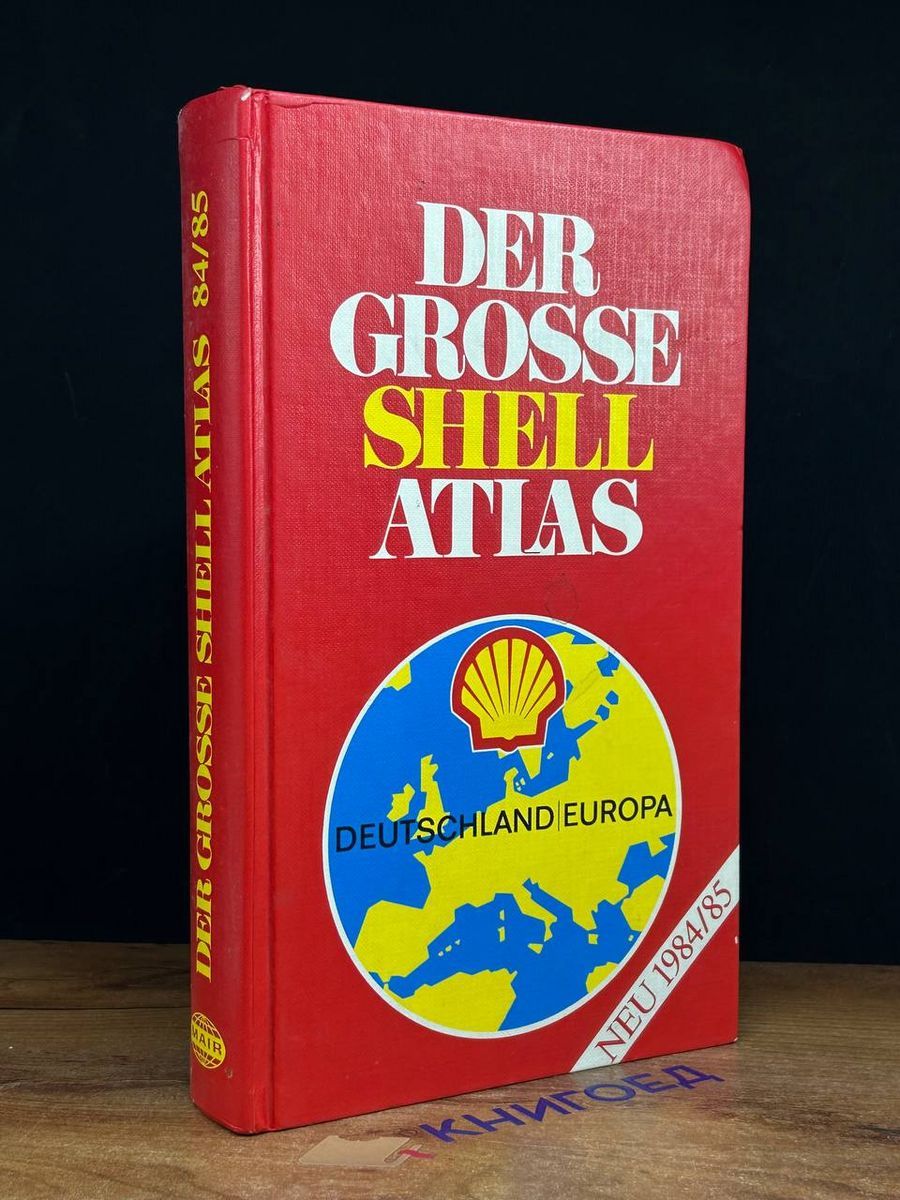 DER GROSSE SHELL ATLAS 84/85
MAIR
DER
GROSSE
SHELL
ATLAS
DEUTSCHLAND|EUROPA
NEU 1984/85
КНИГОЕД